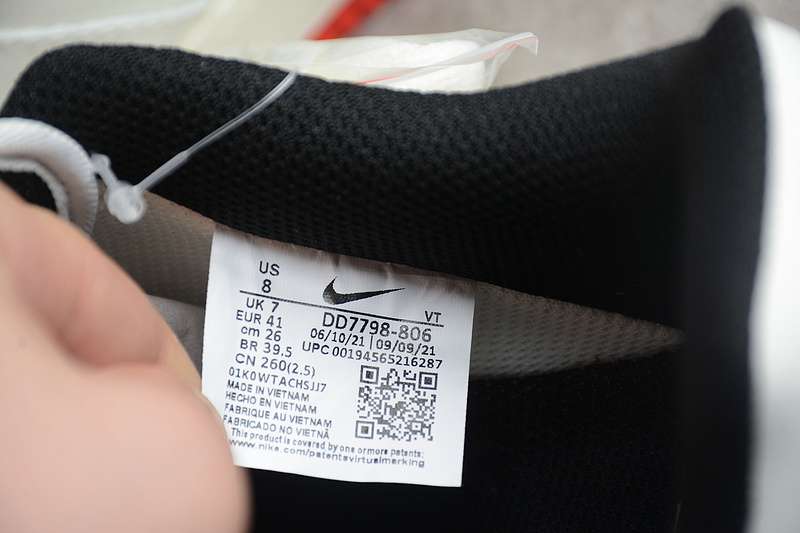 US
8
UK 7
EUR 41
cm 26
BR 39.5
CN 260(2.5)
01K0WTACHSJJ7
MADE IN VIETNAM
HECHO EN VIETNAM
FABRIQUE AU VIETNAM
FABRICADO NO VIETNÃ
VT
DD7798-806
06/10/21 | 09/09/21
UPC 00194565216287
This product is covered by one or more patents;
www.nike.com/patentsvirtualmarking